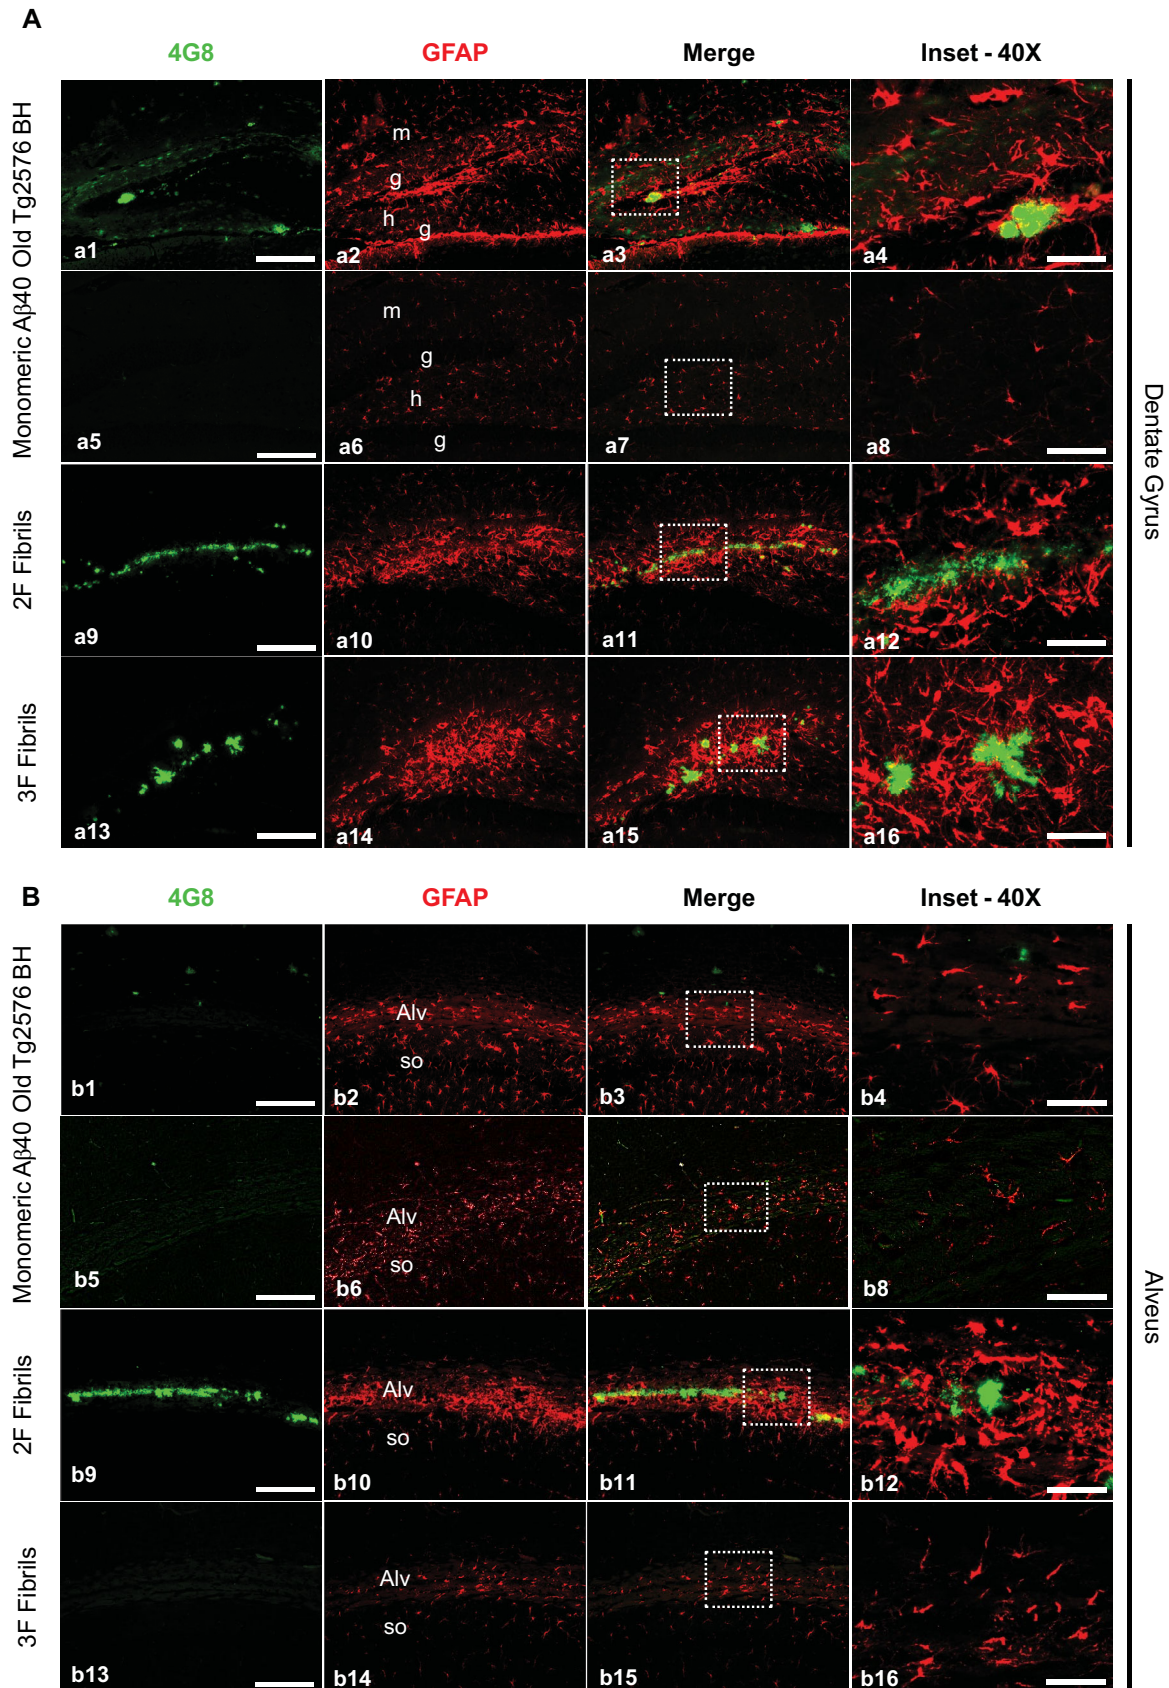 A
4G8 GFAP Merge Inset - 40X
Old Tg2576 BH
m
g
h
g
a1 a2 a3 a4
Monomeric Aβ40
m
g
h
g
a5 a6 a7 a8
2F Fibrils
a9 a10 a11 a12
3F Fibrils
a13 a14 a15 a16
Dentate Gyrus
B
4G8 GFAP Merge Inset - 40X
Old Tg2576 BH
Alv
so
b1 b2 b3 b4
Monomeric Aβ40
Alv
so
b5 b6 b8
2F Fibrils
Alv
so
b9 b10 b11 b12
3F Fibrils
Alv
so
b13 b14 b15 b16
Alveus